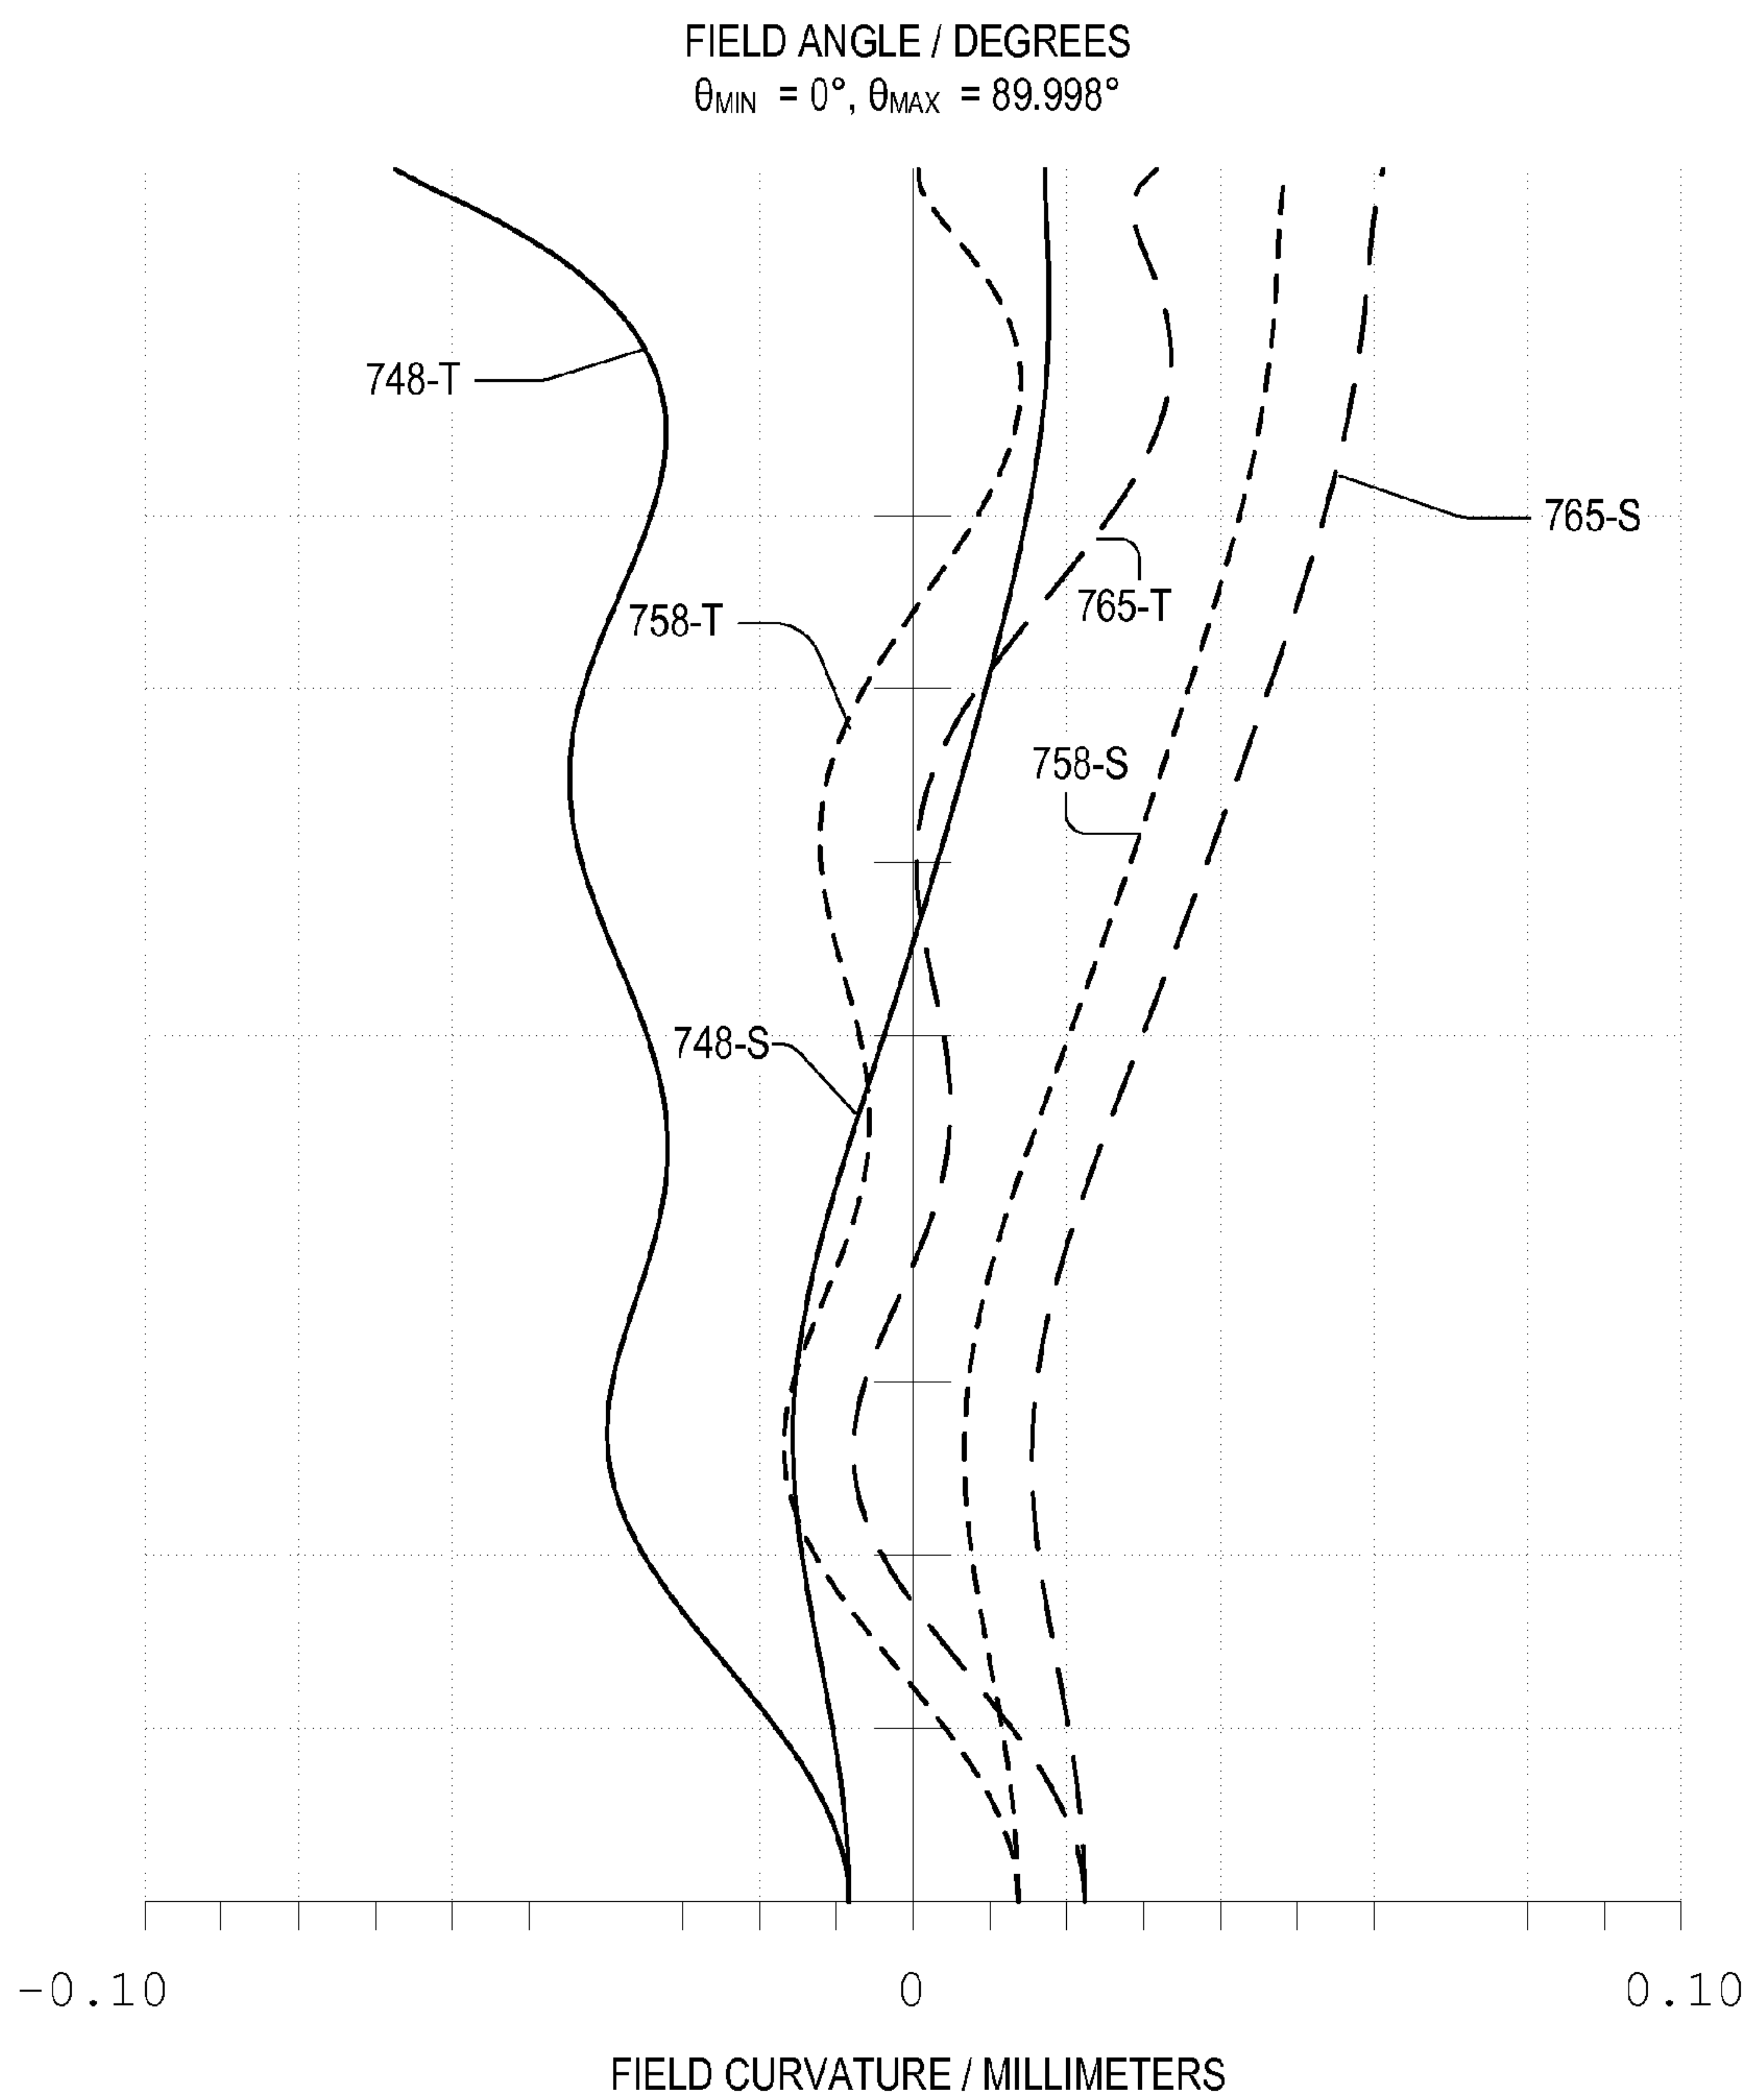 FIELD ANGLE / DEGREES
θMIN = 0°, θMAX = 89.998°
748-T
765-S
765-T
758-T
758-S
748-S
-0.10 0 0.10
FIELD CURVATURE / MILLIMETERS